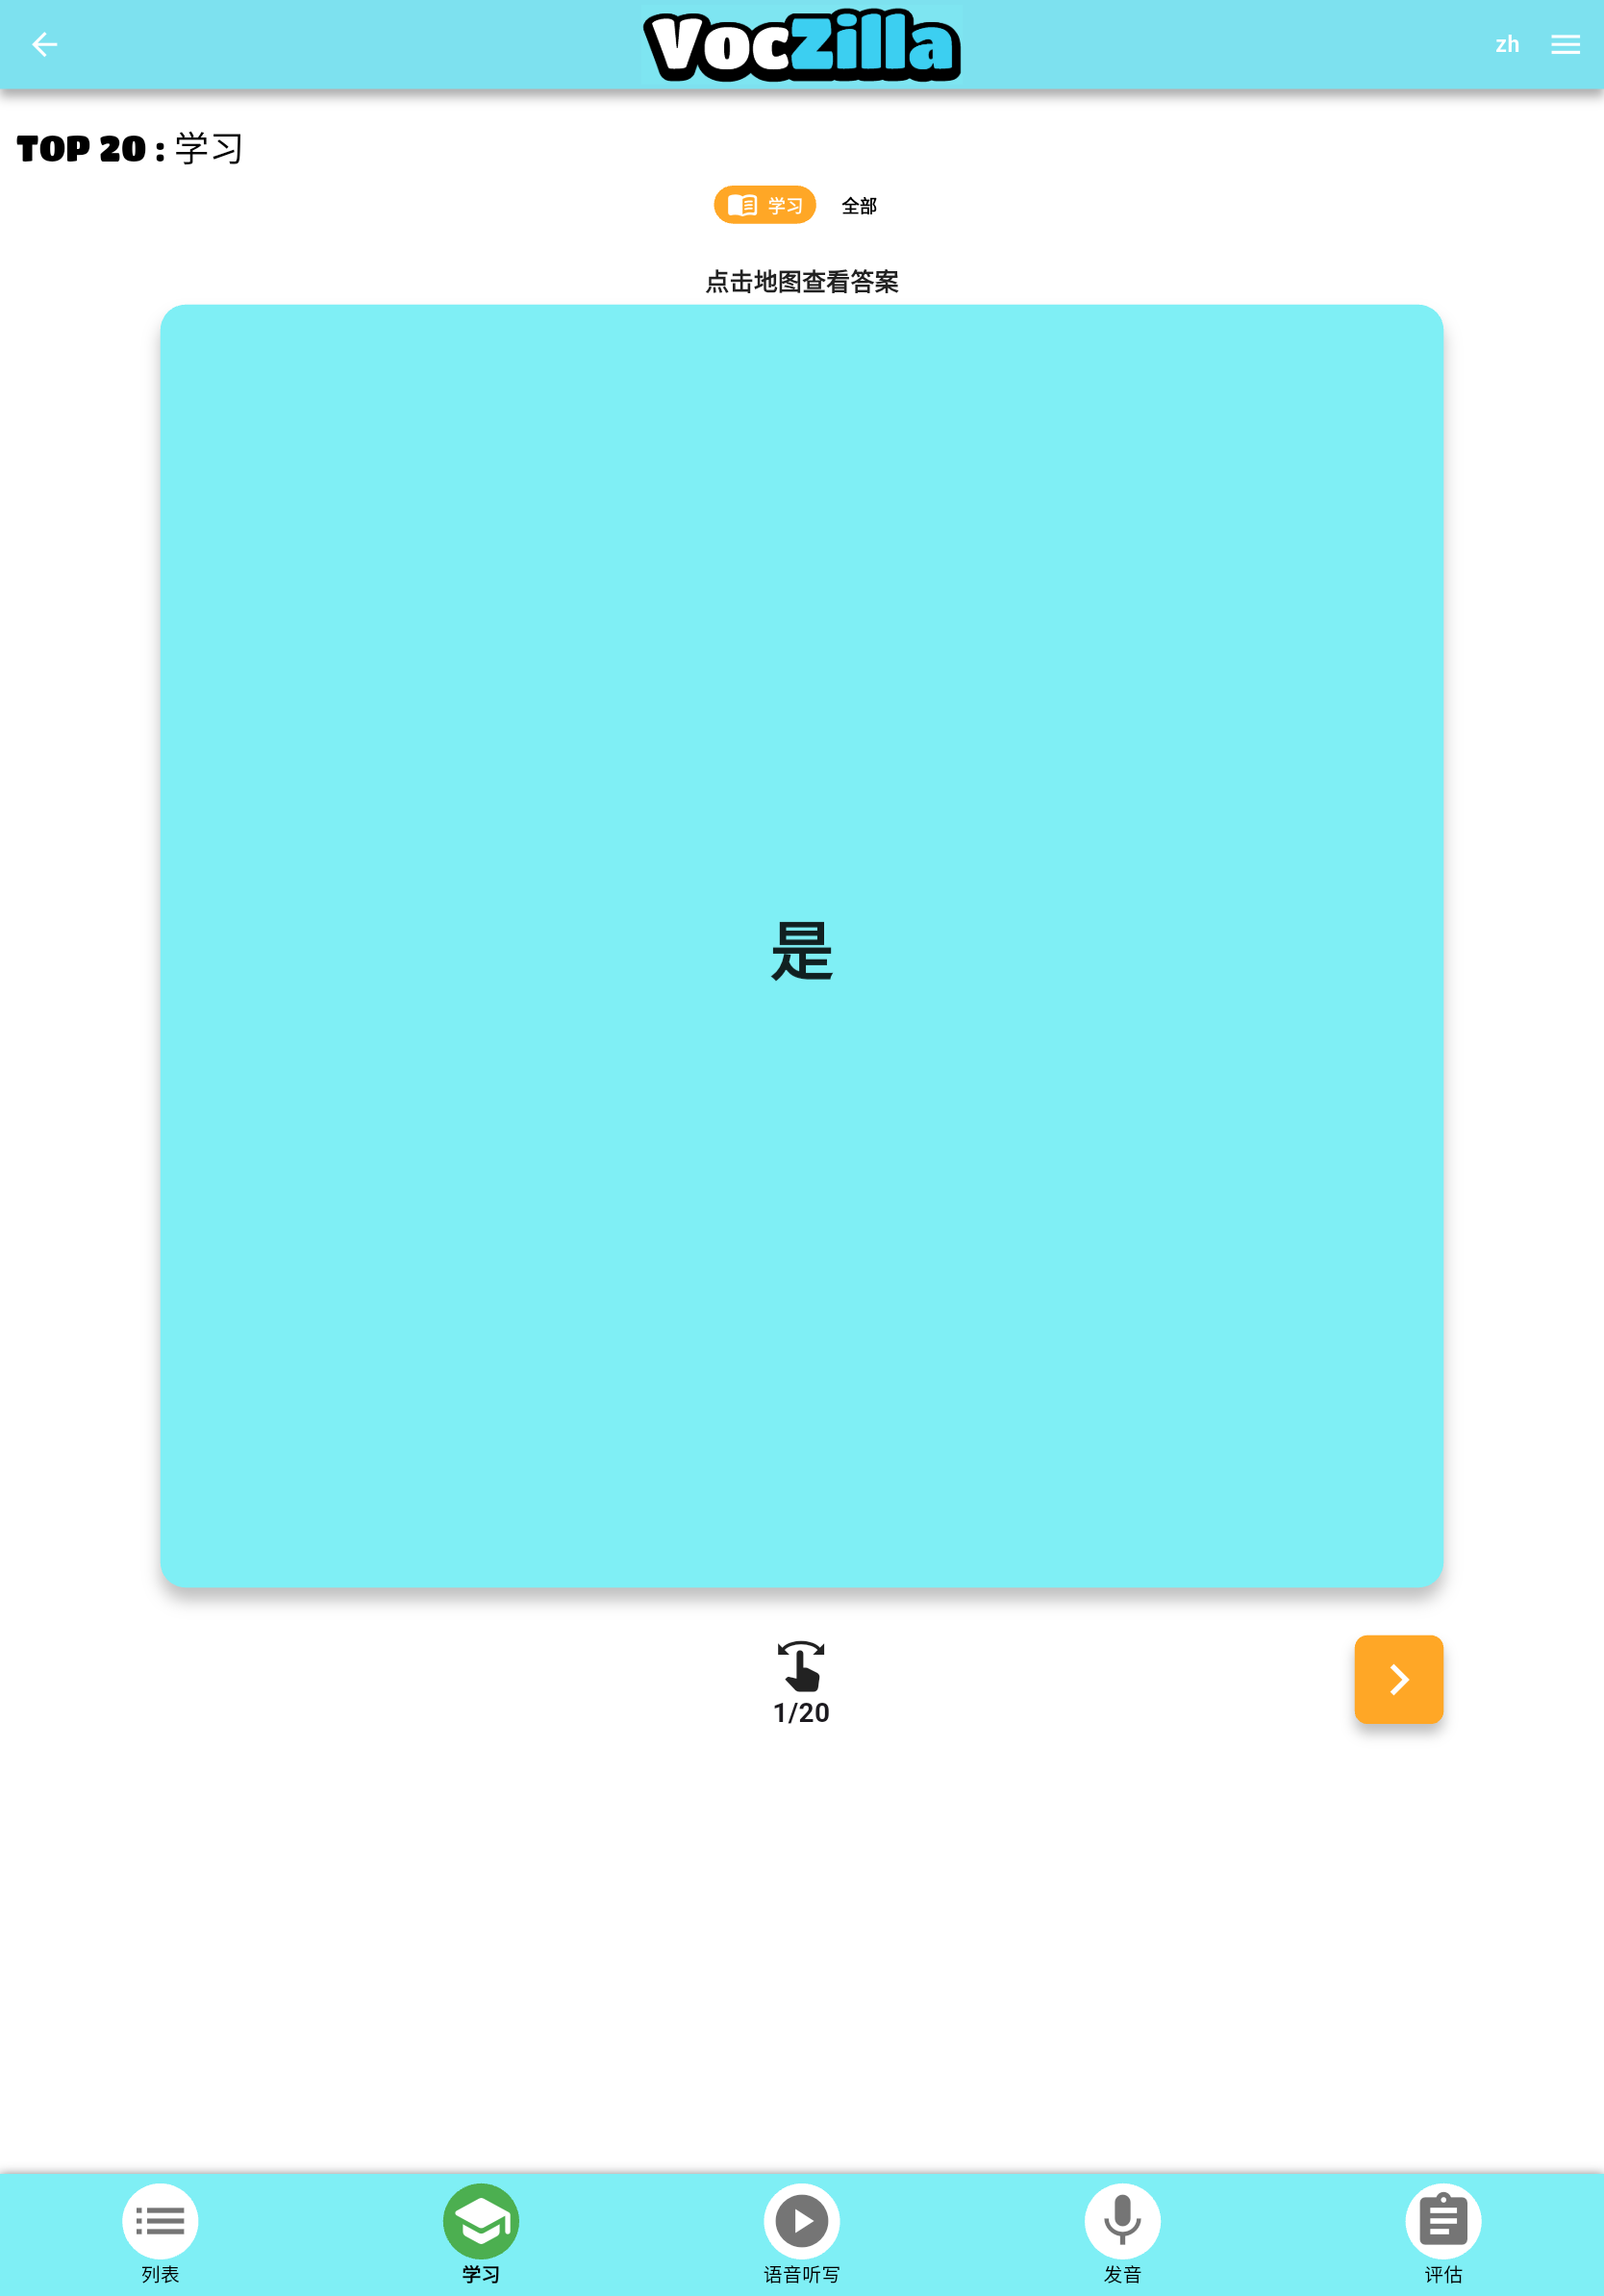 VocZilla
zh
TOP 20 : 学习
学习
全部
点击地图查看答案
是
1/20
列表
学习
语音听写
发音
评估